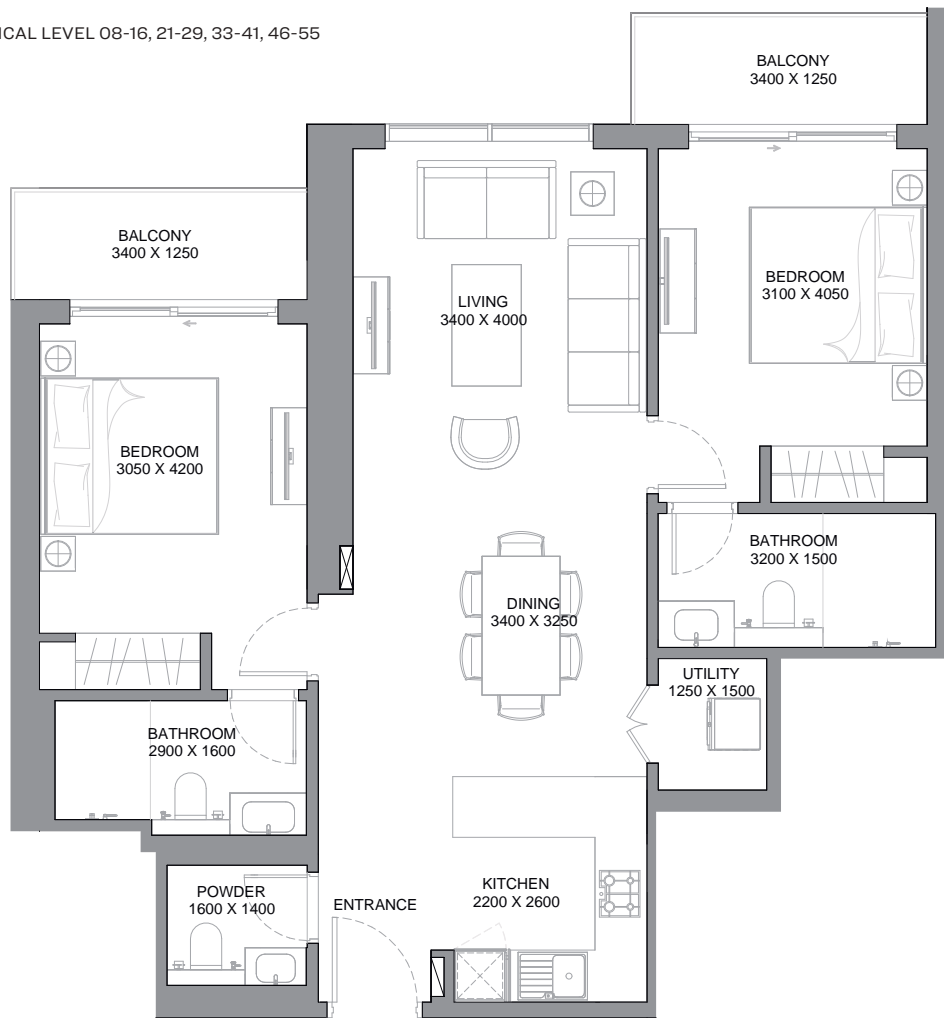 ICAL LEVEL 08-16, 21-29, 33-41, 46-55
BALCONY
3400 X 1250
BALCONY
3400 X 1250
LIVING
3400 X 4000
BEDROOM
3100 X 4050
BEDROOM
3050 X 4200
BATHROOM
3200 X 1500
DINING
3400 X 3250
UTILITY
1250 X 1500
BATHROOM
2900 X 1600
KITCHEN
2200 X 2600
POWDER
1600 X 1400
ENTRANCE